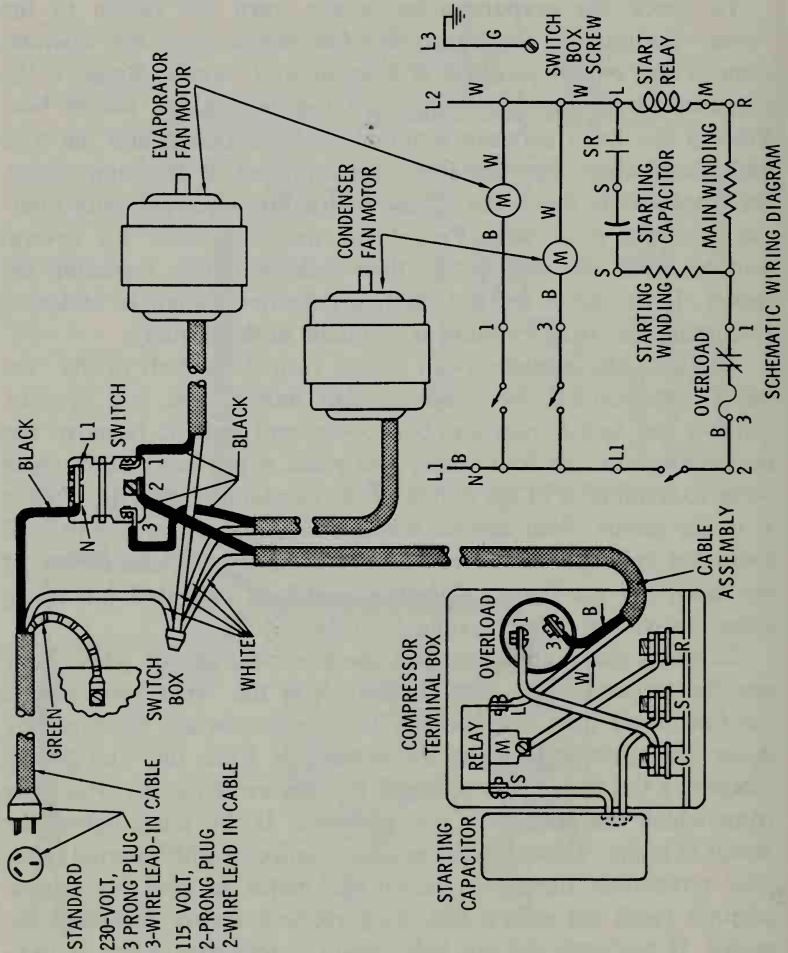 STANDARD
230-VOLT,
3 PRONG PLUG
3-WIRE LEAD-IN CABLE
115 VOLT,
2-PRONG PLUG
2-WIRE LEAD IN CABLE
GREEN
SWITCH
BOX
WHITE
BLACK
N
L1
SWITCH
3
2
1
BLACK
EVAPORATOR
FAN MOTOR
CONDENSER
FAN MOTOR
STARTING
CAPACITOR
COMPRESSOR
TERMINAL BOX
RELAY
S
M
L
OVERLOAD
1
3
W
B
C
S
R
CABLE
ASSEMBLY
L1
B
N
L2
W
L3
G
SWITCH
BOX
SCREW
1
B
M
W
3
B
M
W
W
L1
S
STARTING
CAPACITOR
S
SR
L
START
RELAY
M
R
STARTING
WINDING
MAIN WINDING
OVERLOAD
2
B
3
1
SCHEMATIC WIRING DIAGRAM